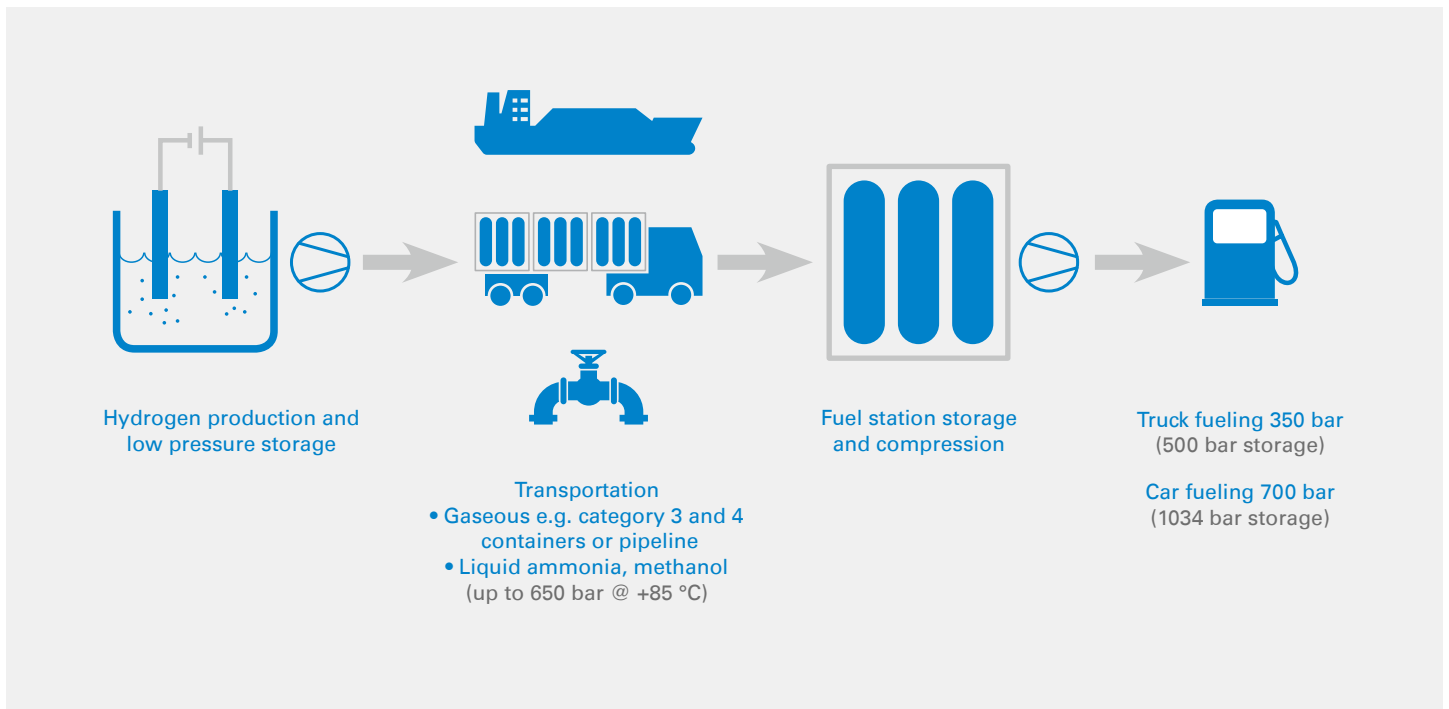 Hydrogen production and
low pressure storage
Transportation
• Gaseous e.g. category 3 and 4
containers or pipeline
• Liquid ammonia, methanol
(up to 650 bar @ +85 °C)
Fuel station storage
and compression
Truck fueling 350 bar
(500 bar storage)
Car fueling 700 bar
(1034 bar storage)